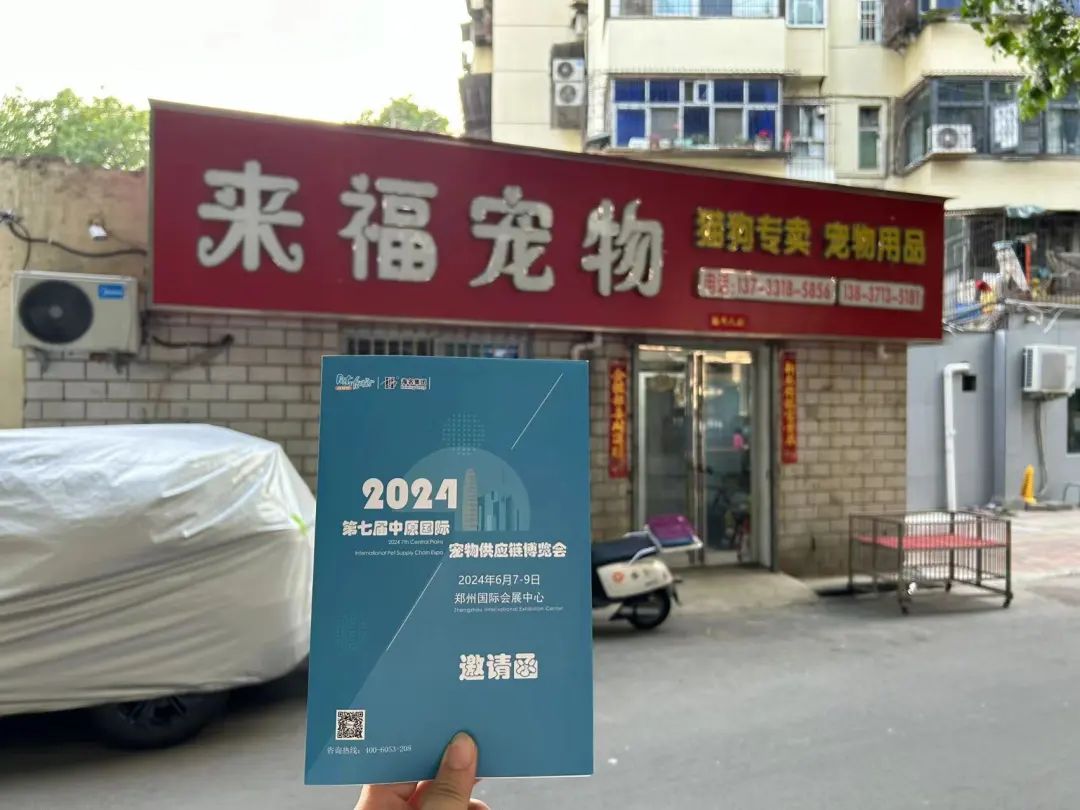 来福宠物
猫狗专卖 宠物用品
电话:137-3318-5856 138-3713-5181
Midea
2024
第七届中原国际
2024 7th Central Plains
International Pet Supply Chain Expo
宠物供应链博览会
2024年6月7-9日
郑州国际会展中心
Zhengzhou International Exhibition Center
邀请函
咨询热线：400-6053-208